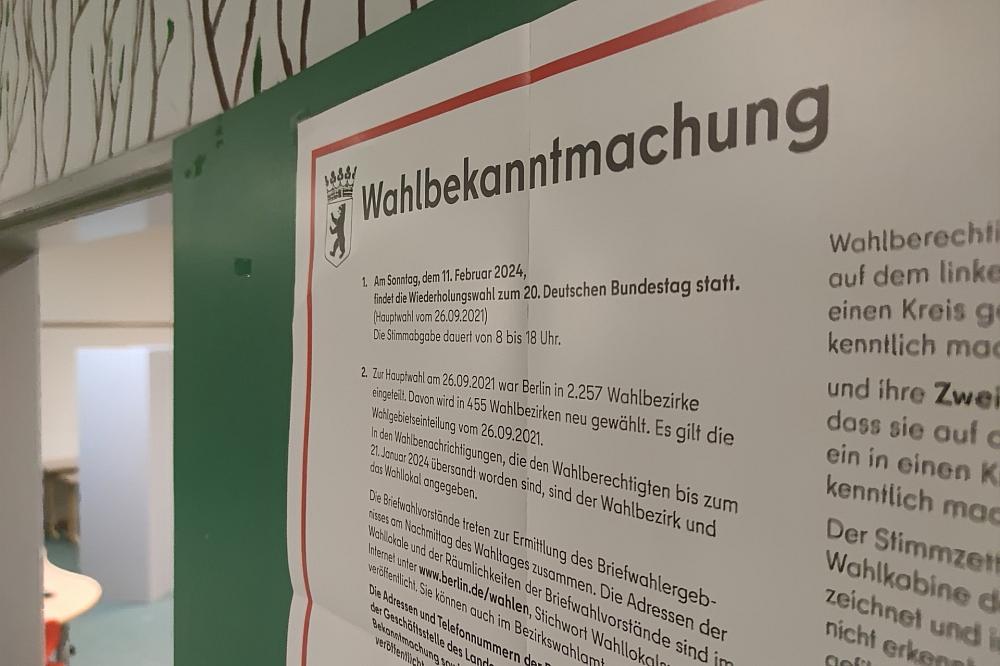 Wahlbekanntmachung
1. Am Sonntag, dem 11. Februar 2024,
findet die Wiederholungswahl zum 20. Deutschen Bundestag statt.
(Hauptwahl vom 26.09.2021)
Die Stimmabgabe dauert von 8 bis 18 Uhr.
2. Zur Hauptwahl am 26.09.2021 war Berlin in 2.257 Wahlbezirke
eingeteilt. Davon wird in 455 Wahlbezirken neu gewählt. Es gilt die
Wahlgebietseinteilung vom 26.09.2021.
In den Wahlbenachrichtigungen, die den Wahlberechtigten bis zum
21. Januar 2024 übersandt worden sind, sind der Wahlbezirk und
das Wahllokal angegeben.
Die Briefwahlvorstände treten zur Ermittlung des Briefwahlergeb-
nisses am Nachmittag des Wahltages zusammen. Die Adressen der
Wahllokale und der Räumlichkeiten der Briefwahlvorstände sind im
Internet unter www.berlin.de/wahlen, Stichwort Wahllokale
veröffentlicht. Sie können auch im Bezirkswahlamt
Die Adressen und Telefonnummern der
der Geschäftsstelle des Landes
Bekanntmachung
veröffentlicht
Wahlberechti
auf dem linke
einen Kreis ge
kenntlich mac
und ihre Zwei
dass sie auf d
ein in einen K
kenntlich mac
Der Stimmzett
Wahlkabine d
zeichnet und i
nicht erkenn